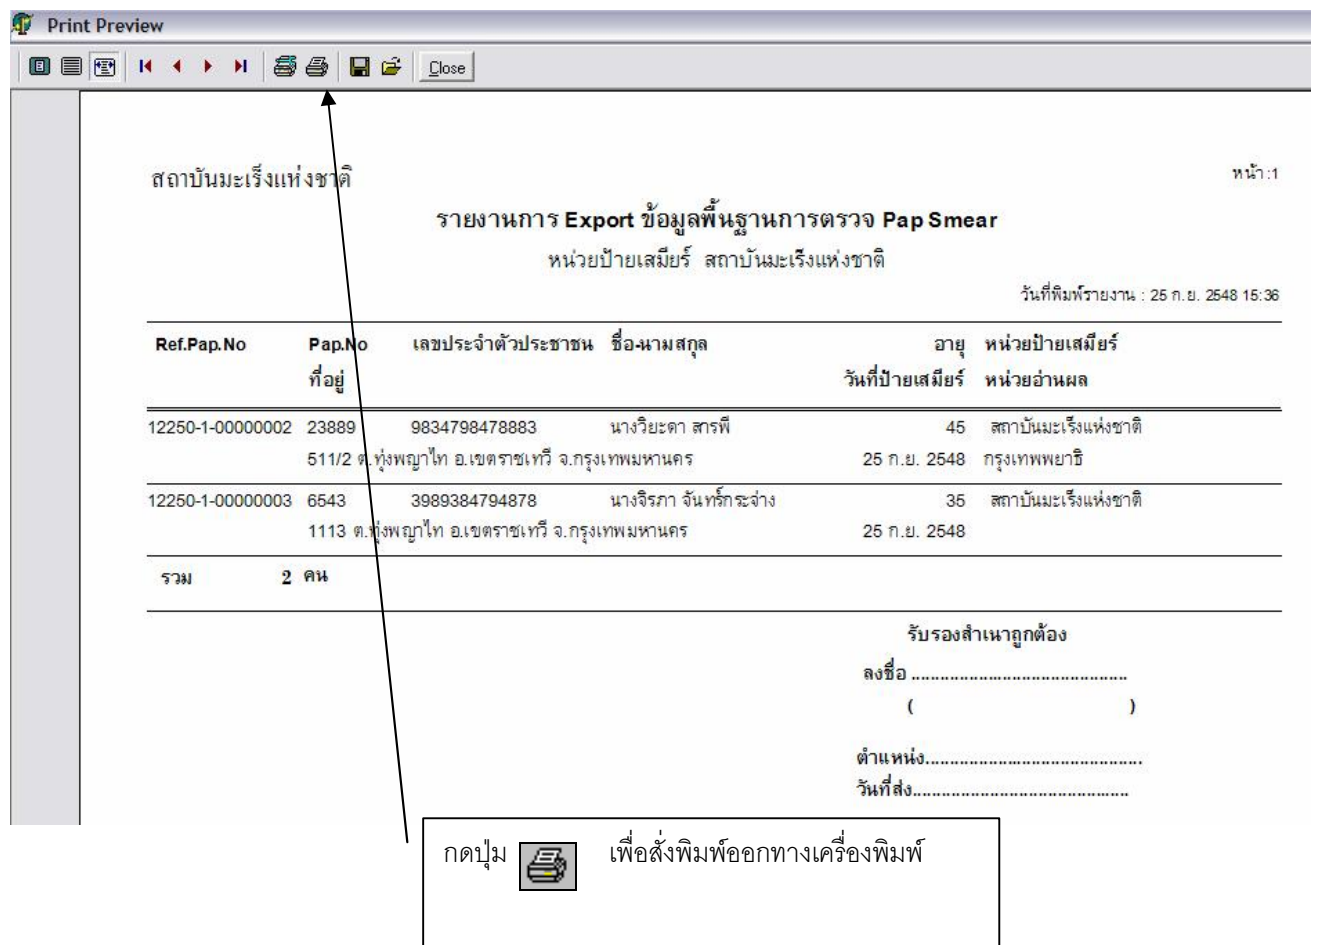 Print Preview
Close
สถาบันมะเร็งแห่งชาติ
หน้า :1
รายงานการ Export ข้อมูลพื้นฐานการตรวจ Pap Smear
หน่วยป้ายเสมียร์ สถาบันมะเร็งแห่งชาติ
วันที่พิมพ์รายงาน : 25 ก.ย. 2548 15:36
Ref.Pap.No Pap.No เลขประจำตัวประชาชน ชื่อ-นามสกุล อายุ หน่วยป้ายเสมียร์
ที่อยู่ วันที่ป้ายเสมียร์ หน่วยอ่านผล
12250-1-00000002 23889 9834798478883 นางวิยะดา สารพี 45 สถาบันมะเร็งแห่งชาติ
511/2 ต.ทุ่งพญาไท อ.เขตราชเทวี จ.กรุงเทพมหานคร 25 ก.ย. 2548 กรุงเทพพยาธิ
12250-1-00000003 6543 3989384794878 นางจิรภา จันทร์กระจ่าง 35 สถาบันมะเร็งแห่งชาติ
1113 ต.ทุ่งพญาไท อ.เขตราชเทวี จ.กรุงเทพมหานคร 25 ก.ย. 2548
รวม 2 คน
รับรองสำเนาถูกต้อง
ลงชื่อ .............................................
( )
ตำแหน่ง.............................................
วันที่ส่ง.............................................
กดปุ่ม เพื่อสั่งพิมพ์ออกทางเครื่องพิมพ์